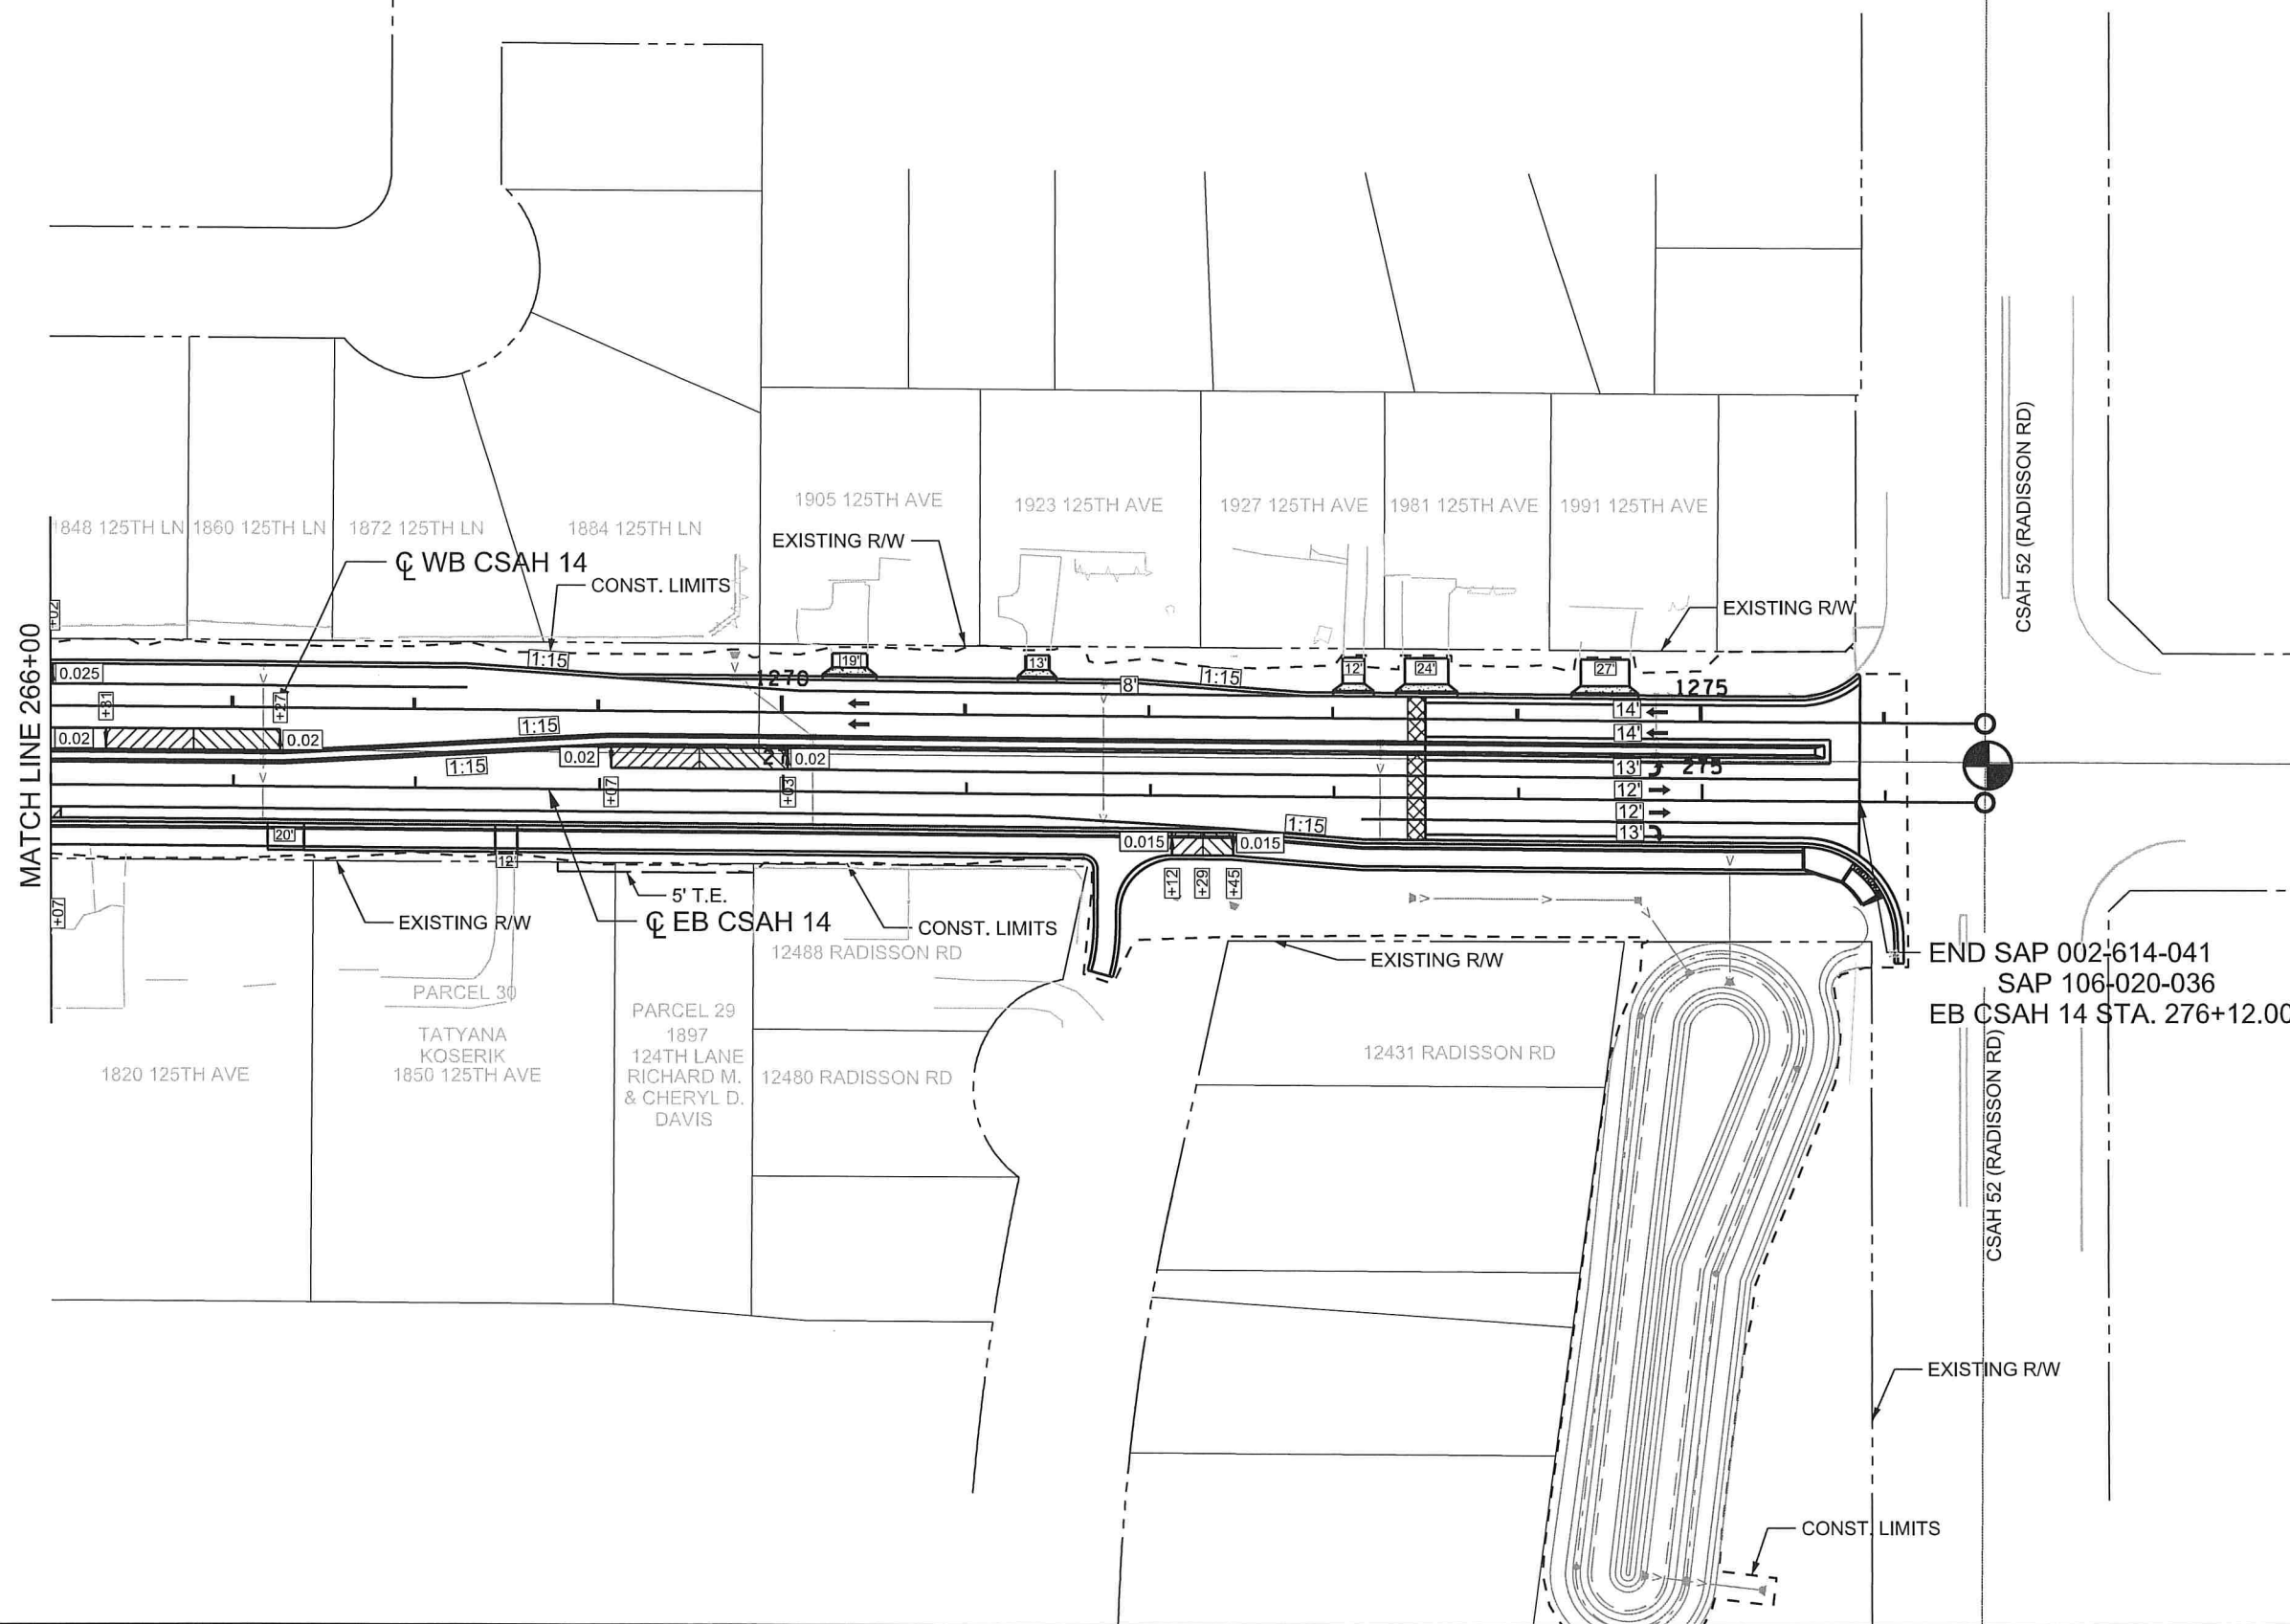 MATCH LINE 266+00
848 125TH LN
1860 125TH LN
1872 125TH LN
1884 125TH LN
1905 125TH AVE
1923 125TH AVE
1927 125TH AVE
1981 125TH AVE
1991 125TH AVE
CSAH 52 (RADISSON RD)
℄ WB CSAH 14
CONST. LIMITS
EXISTING R/W
EXISTING R/W
+02
0.025
+81
+27
1:15
1270
19'
13'
8'
1:15
12'
24'
27'
1275
14'
14'
0.02
0.02
1:15
1:15
0.02
0.02
13'
275
12'
12'
13'
+07
+03
20'
12'
0.015
0.015
1:15
+12
+29
+45
+07
EXISTING R/W
5' T.E.
℄ EB CSAH 14
CONST. LIMITS
12488 RADISSON RD
EXISTING R/W
END SAP 002-614-041
SAP 106-020-036
EB CSAH 14 STA. 276+12.00
PARCEL 30
TATYANA
KOSERIK
1850 125TH AVE
1820 125TH AVE
PARCEL 29
1897
124TH LANE
RICHARD M.
& CHERYL D.
DAVIS
12480 RADISSON RD
12431 RADISSON RD
CSAH 52 (RADISSON RD)
EXISTING R/W
CONST. LIMITS